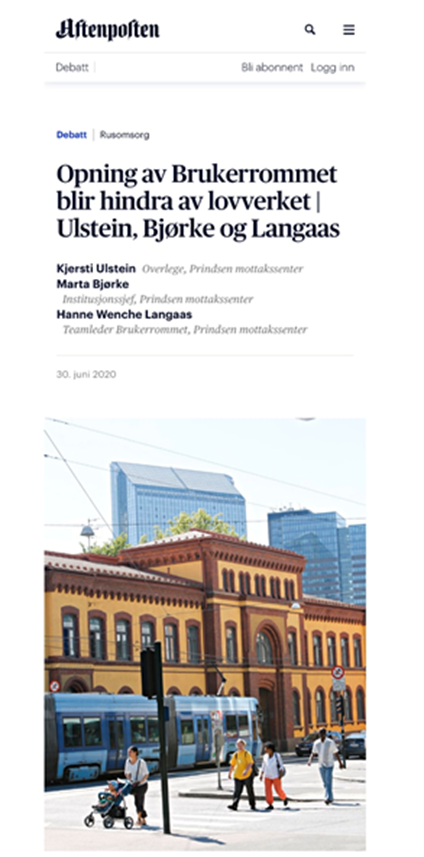 Aftenposten
Debatt
Bli abonnent Logg inn
Debatt | Rusomsorg
Opning av Brukerrommet
blir hindra av lovverket |
Ulstein, Bjørke og Langaas
Kjersti Ulstein Overlege, Prindsen mottakssenter
Marta Bjørke
Institusjonssjef, Prindsen mottakssenter
Hanne Wenche Langaas
Teamleder Brukerrommet, Prindsen mottakssenter
30. juni 2020